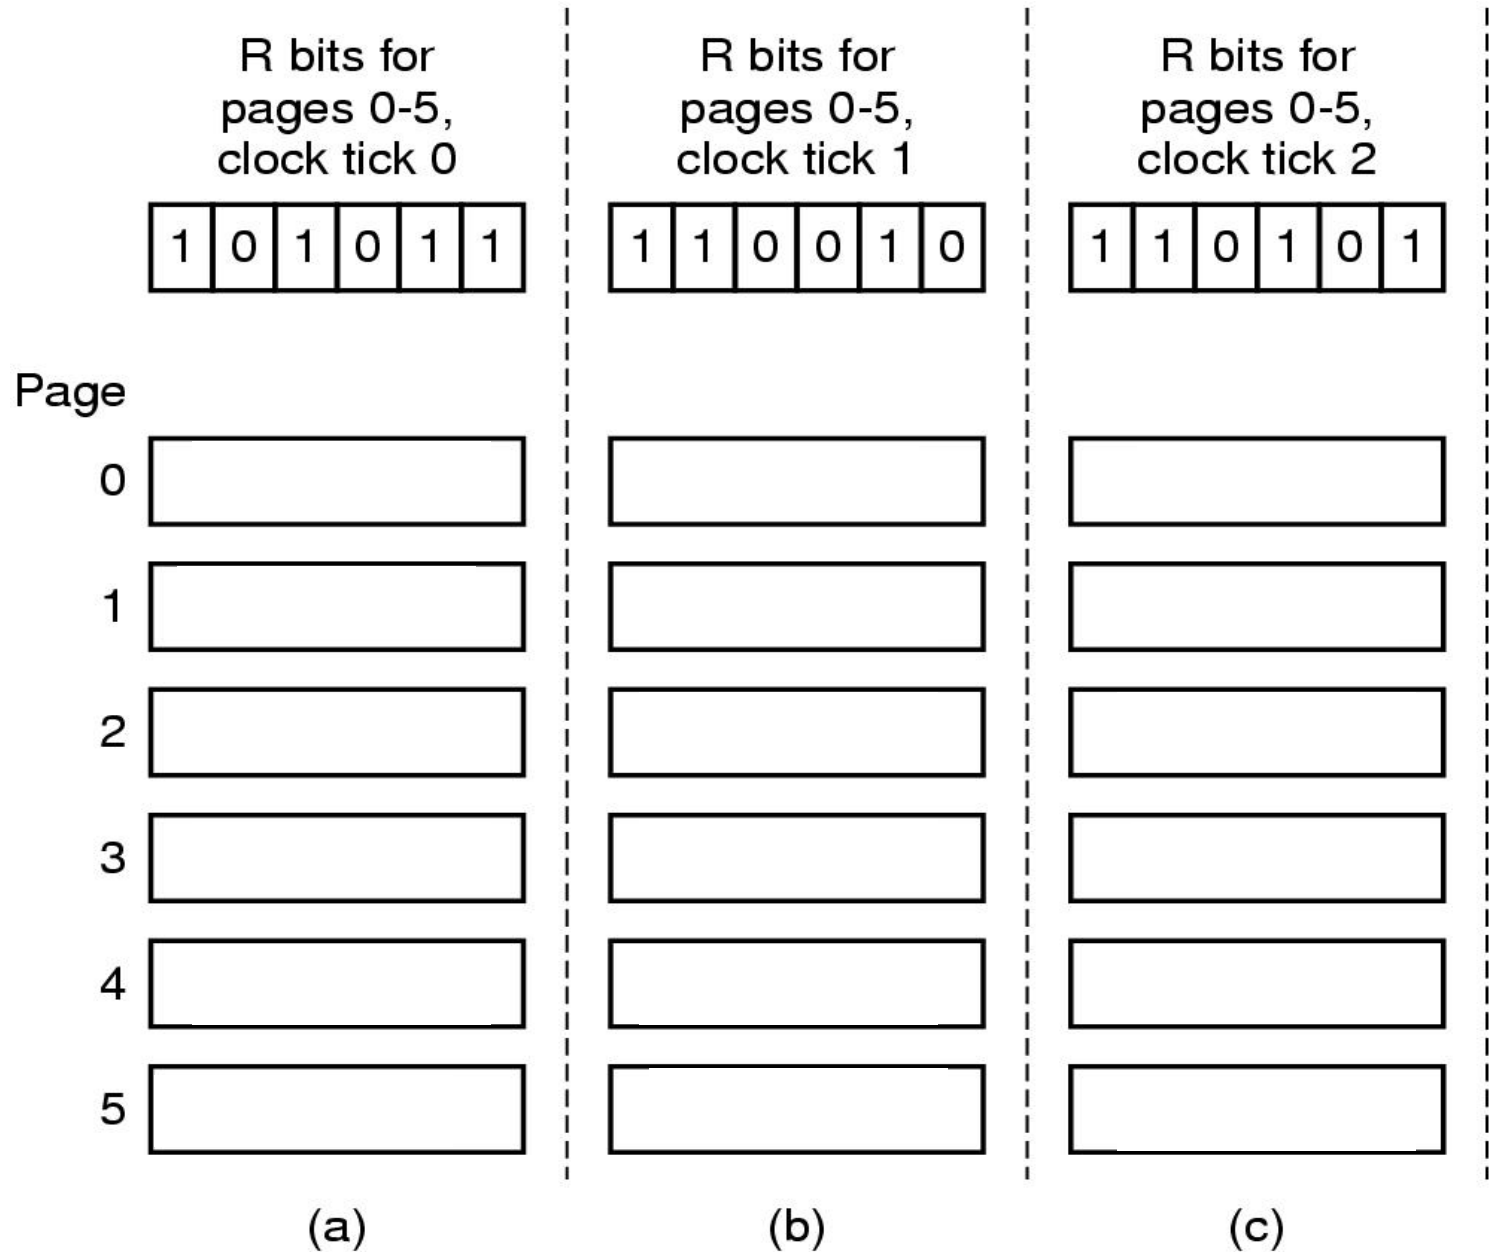 R bits for
pages 0-5,
clock tick 0
1 0 1 0 1 1
R bits for
pages 0-5,
clock tick 1
1 1 0 0 1 0
R bits for
pages 0-5,
clock tick 2
1 1 0 1 0 1
Page
0
1
2
3
4
5
(a)
(b)
(c)